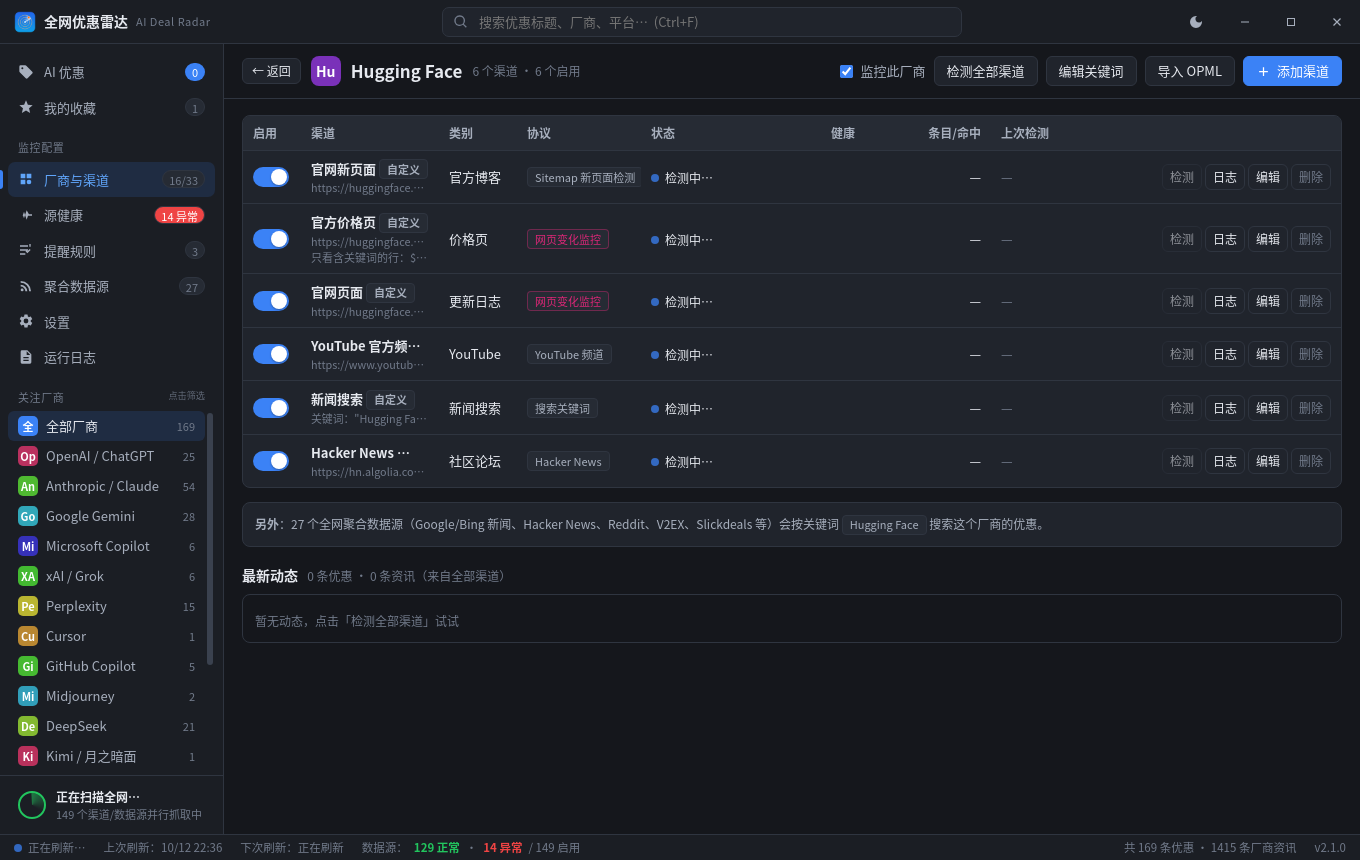 全网优惠雷达 AI Deal Radar
搜索优惠标题、厂商、平台… (Ctrl+F)
AI 优惠 0
我的收藏 1
监控配置
厂商与渠道 16/33
源健康 14 异常
提醒规则 3
聚合数据源 27
设置
运行日志
关注厂商 点击筛选
全 全部厂商 169
Op OpenAI / ChatGPT 25
An Anthropic / Claude 54
Go Google Gemini 28
Mi Microsoft Copilot 6
XA xAI / Grok 6
Pe Perplexity 15
Cu Cursor 1
Gi GitHub Copilot 5
Mi Midjourney 2
De DeepSeek 21
Ki Kimi / 月之暗面 1
正在扫描全网…
149 个渠道/数据源并行抓取中
← 返回 Hu Hugging Face 6 个渠道 · 6 个启用 监控此厂商 检测全部渠道 编辑关键词 导入 OPML + 添加渠道
启用 渠道 类别 协议 状态 健康 条目/命中 上次检测
官网新页面 自定义 官方博客 Sitemap 新页面检测 检测中… — — 检测 日志 编辑 删除
https://huggingface.…
官方价格页 自定义 价格页 网页变化监控 检测中… — — 检测 日志 编辑 删除
https://huggingface.…
只看含关键词的行：$…
官网页面 自定义 更新日志 网页变化监控 检测中… — — 检测 日志 编辑 删除
https://huggingface.…
YouTube 官方频… YouTube YouTube 频道 检测中… — — 检测 日志 编辑 删除
https://www.youtub…
新闻搜索 自定义 新闻搜索 搜索关键词 检测中… — — 检测 日志 编辑 删除
关键词："Hugging Fa…
Hacker News … 社区论坛 Hacker News 检测中… — — 检测 日志 编辑 删除
https://hn.algolia.co…
另外：27 个全网聚合数据源（Google/Bing 新闻、Hacker News、Reddit、V2EX、Slickdeals 等）会按关键词 Hugging Face 搜索这个厂商的优惠。
最新动态 0 条优惠 · 0 条资讯（来自全部渠道）
暂无动态，点击「检测全部渠道」试试
正在刷新… 上次刷新：10/12 22:36 下次刷新：正在刷新 数据源： 129 正常 · 14 异常 / 149 启用 共 169 条优惠 · 1415 条厂商资讯 v2.1.0